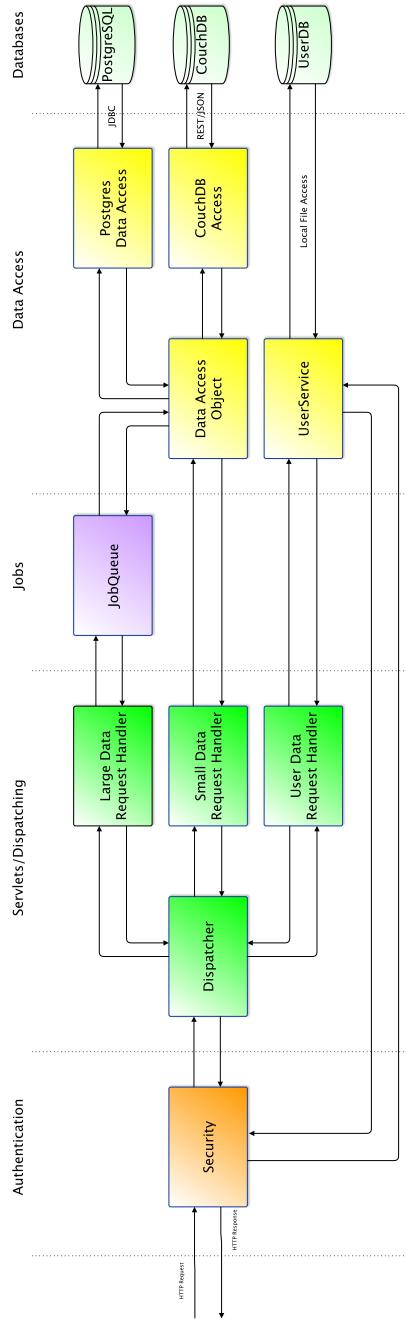 Databases
PostgreSQL
CouchDB
UserDB
JDBC
REST/JSON
Local File Access
Data Access
Postgres
Data Access
CouchDB
Access
Data Access
Object
UserService
Jobs
JobQueue
Servlets/Dispatching
Large Data
Request Handler
Small Data
Request Handler
User Data
Request Handler
Dispatcher
Authentication
Security
HTTP Request
HTTP Response